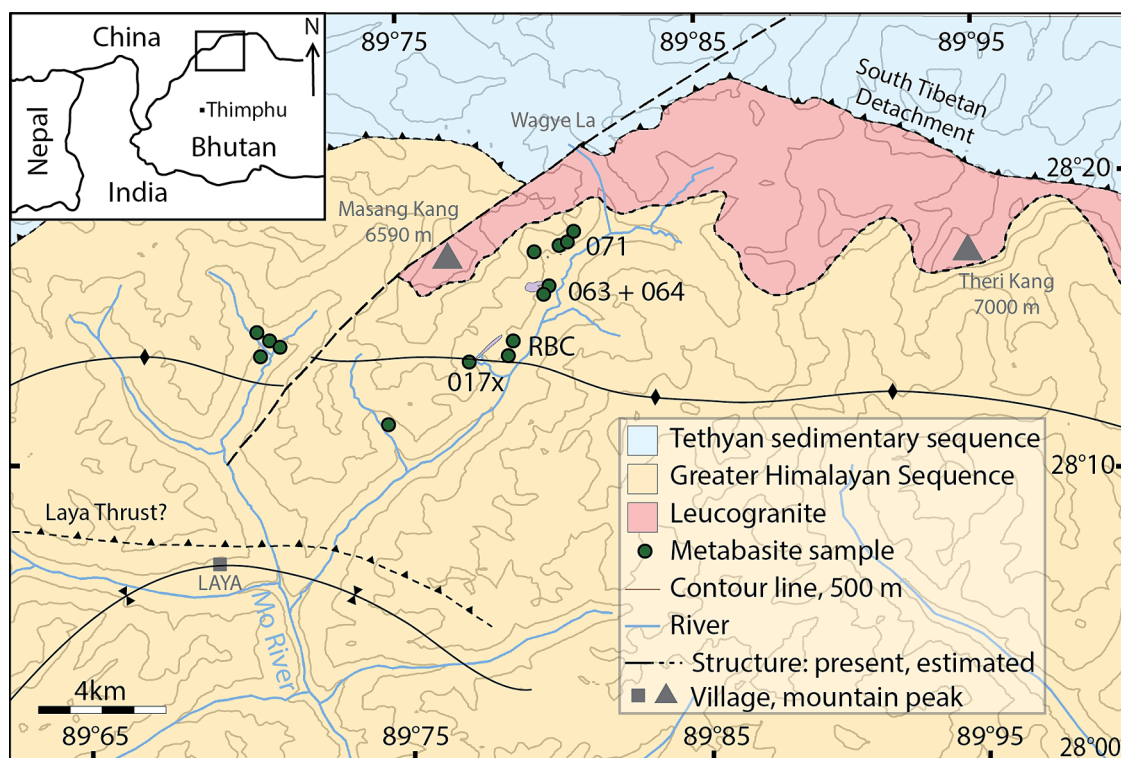 China
N
Nepal
Thimphu
Bhutan
India
89°75
89°85
89°95
South Tibetan
Detachment
Wagye La
28°20
Masang Kang
6590 m
071
Theri Kang
7000 m
063 + 064
RBC
017x
28°10
Tethyan sedimentary sequence
Greater Himalayan Sequence
Leucogranite
Metabasite sample
Contour line, 500 m
River
Structure: present, estimated
Village, mountain peak
Laya Thrust?
LAYA
Mo River
4km
89°65
89°75
89°85
89°95
28°00